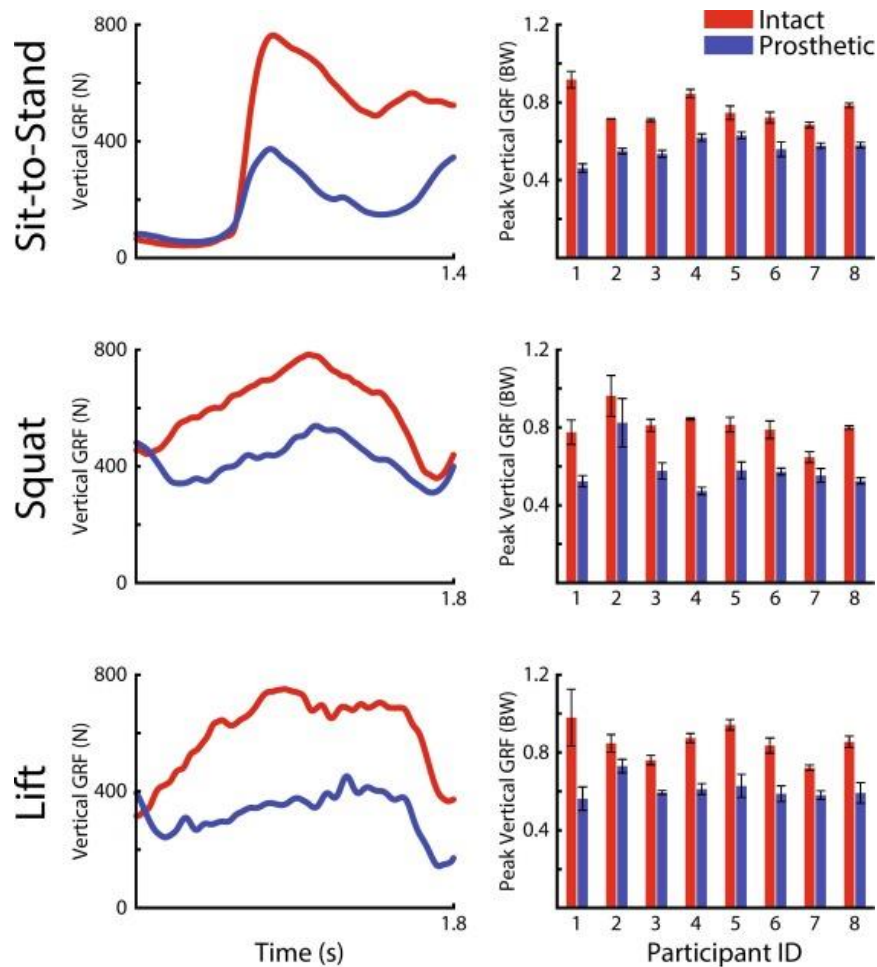 Intact
Prosthetic
Sit-to-Stand
Vertical GRF (N)
800
400
0
1.4
Peak Vertical GRF (BW)
1.2
0.8
0.4
1 2 3 4 5 6 7 8
Squat
Vertical GRF (N)
800
400
0
1.8
Peak Vertical GRF (BW)
1.2
0.8
0.4
1 2 3 4 5 6 7 8
Lift
Vertical GRF (N)
800
400
0
1.8
Time (s)
Peak Vertical GRF (BW)
1.2
0.8
0.4
1 2 3 4 5 6 7 8
Participant ID